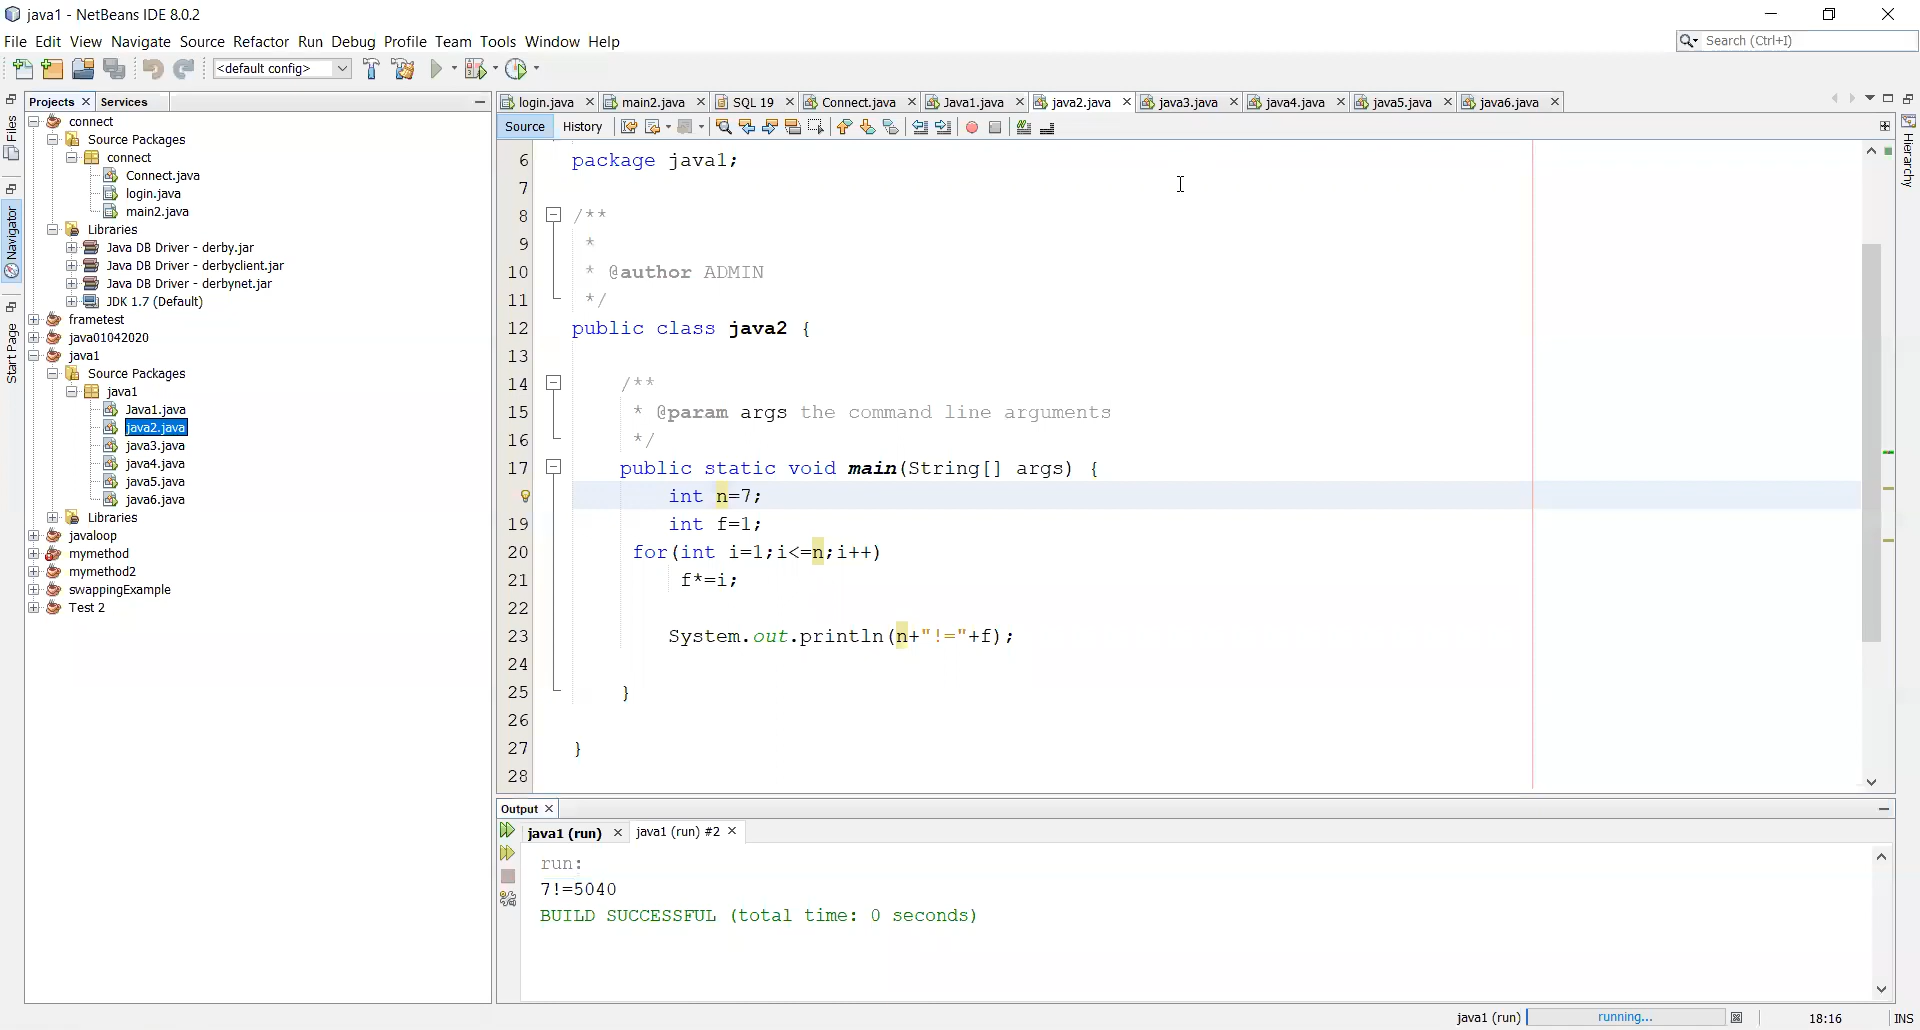 java1 - NetBeans IDE 8.0.2
File Edit View Navigate Source Refactor Run Debug Profile Team Tools Window Help
Search (Ctrl+I)
<default config>
Files
Navigator
Start Page
Projects
Services
connect
Source Packages
connect
Connect.java
login.java
main2.java
Libraries
Java DB Driver - derby.jar
Java DB Driver - derbyclient.jar
Java DB Driver - derbynet.jar
JDK 1.7 (Default)
frametest
java01042020
java1
Source Packages
java1
Java1.java
java2.java
java3.java
java4.java
java5.java
java6.java
Libraries
javaloop
mymethod
mymethod2
swappingExample
Test 2
login.java main2.java SQL 19 Connect.java Java1.java java2.java java3.java java4.java java5.java java6.java
Source History
Hierarchy
6 package java1;
7
8 /**
9 *
10 * @author ADMIN
11 */
12 public class java2 {
13
14 /**
15 * @param args the command line arguments
16 */
17 public static void main(String[] args) {
int n=7;
19 int f=1;
20 for(int i=1;i<=n;i++)
21 f*=i;
22
23 System.out.println(n+"!="+f);
24
25 }
26
27 }
28
Output
java1 (run) java1 (run) #2
run:
7!=5040
BUILD SUCCESSFUL (total time: 0 seconds)
java1 (run) running... 18:16 INS